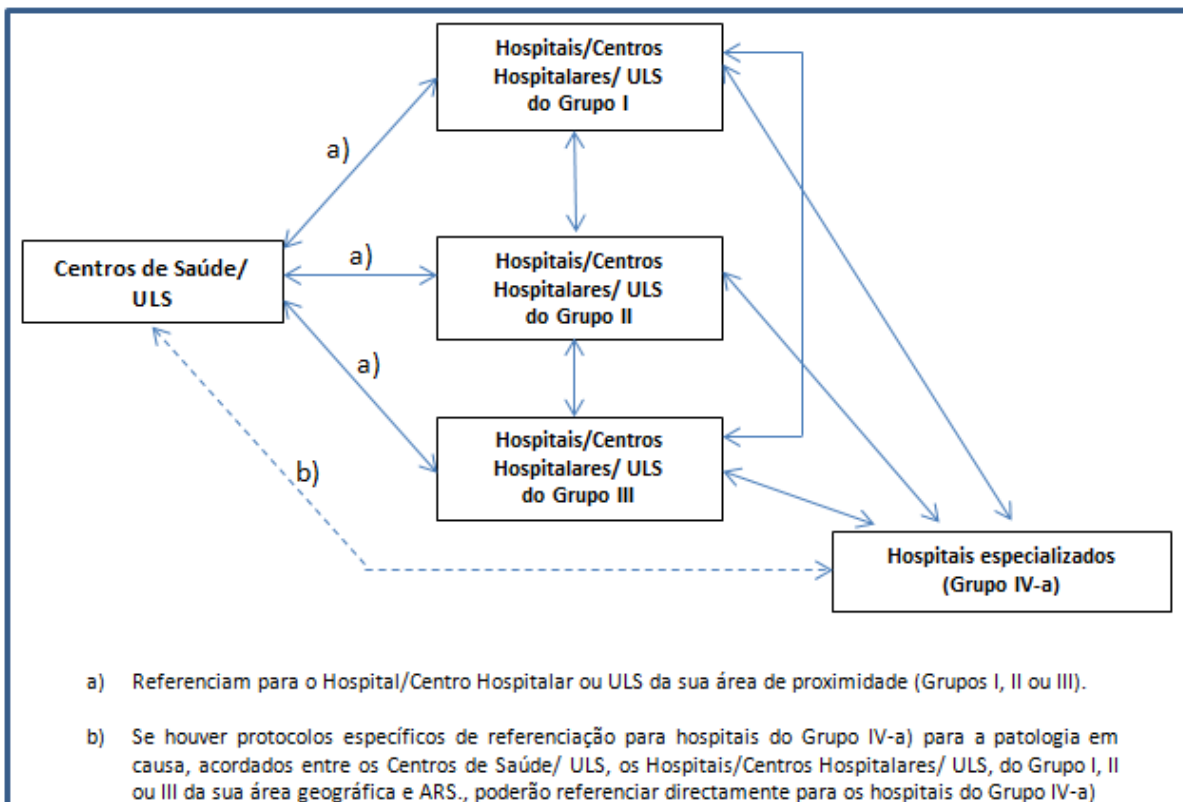 Hospitais/Centros
Hospitalares/ ULS
do Grupo I
a)
Centros de Saúde/
ULS
a)
Hospitais/Centros
Hospitalares/ ULS
do Grupo II
a)
Hospitais/Centros
Hospitalares/ ULS
do Grupo III
b)
Hospitais especializados
(Grupo IV-a)
a) Referenciam para o Hospital/Centro Hospitalar ou ULS da sua área de proximidade (Grupos I, II ou III).
b) Se houver protocolos específicos de referenciação para hospitais do Grupo IV-a) para a patologia em
causa, acordados entre os Centros de Saúde/ ULS, os Hospitais/Centros Hospitalares/ ULS, do Grupo I, II
ou III da sua área geográfica e ARS., poderão referenciar directamente para os hospitais do Grupo IV-a)